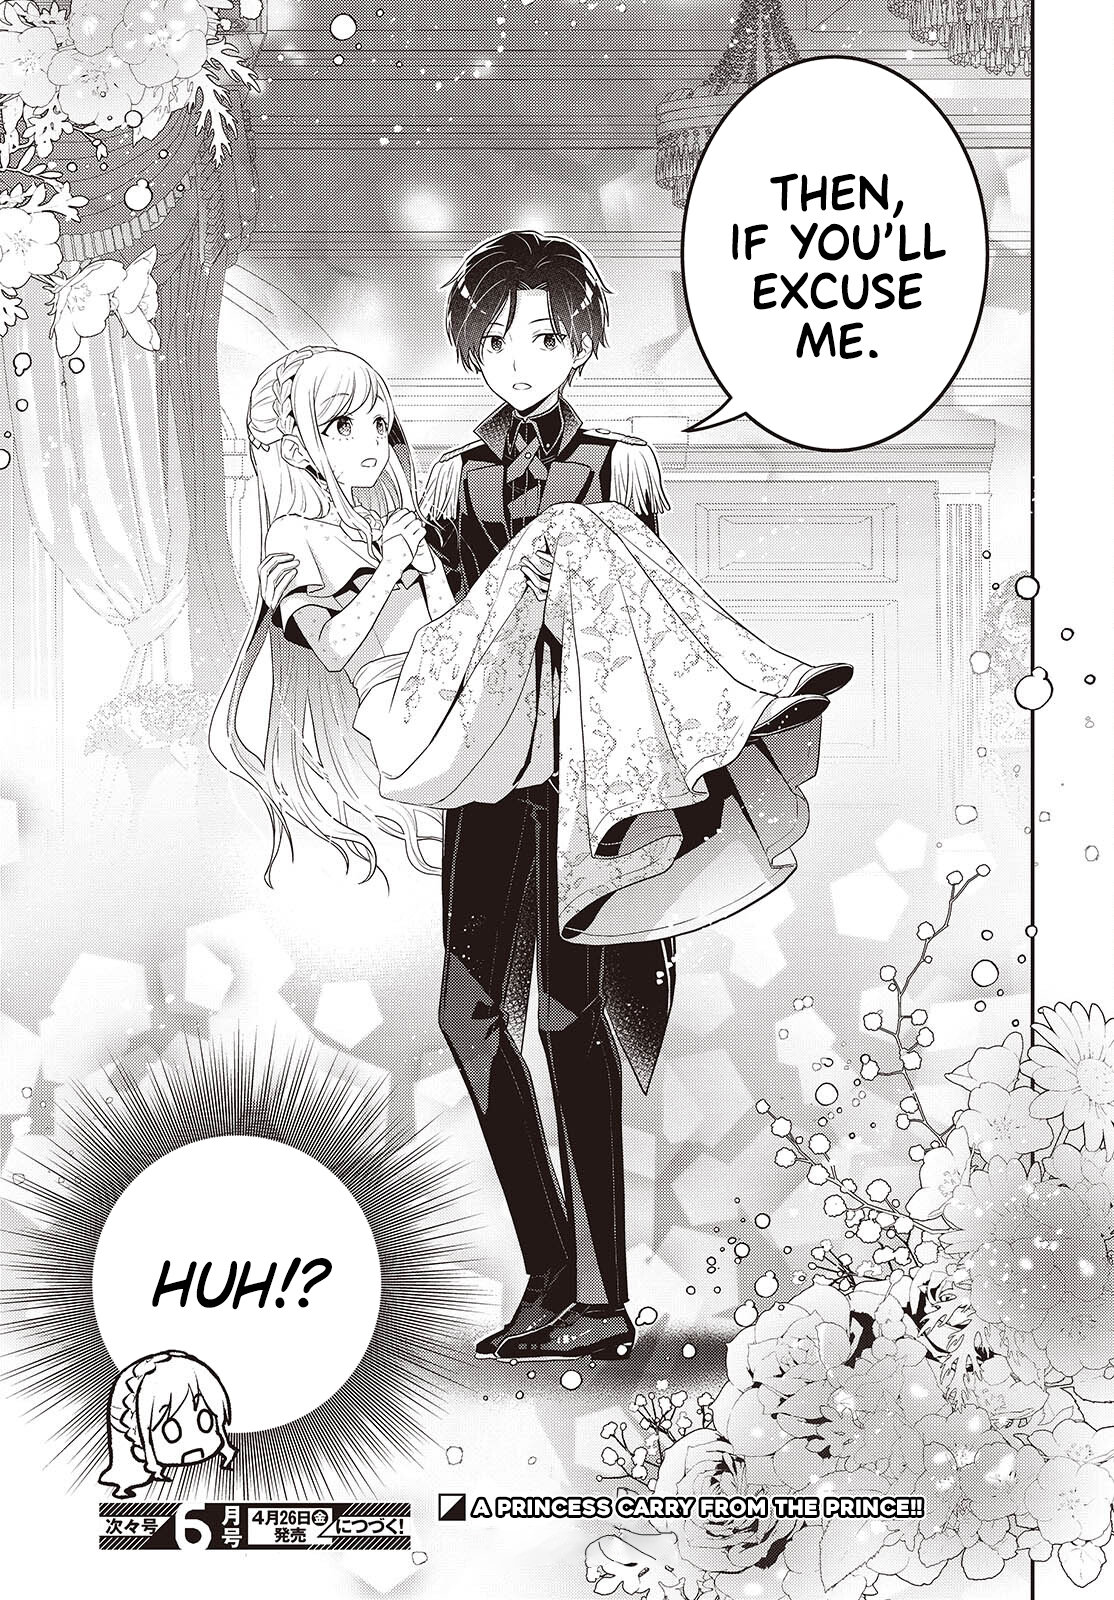 THEN,
IF YOU'LL
EXCUSE
ME.
HUH!?
次々号 6月号 4月26日㊎発売 につづく!
A PRINCESS CARRY FROM THE PRINCE!!